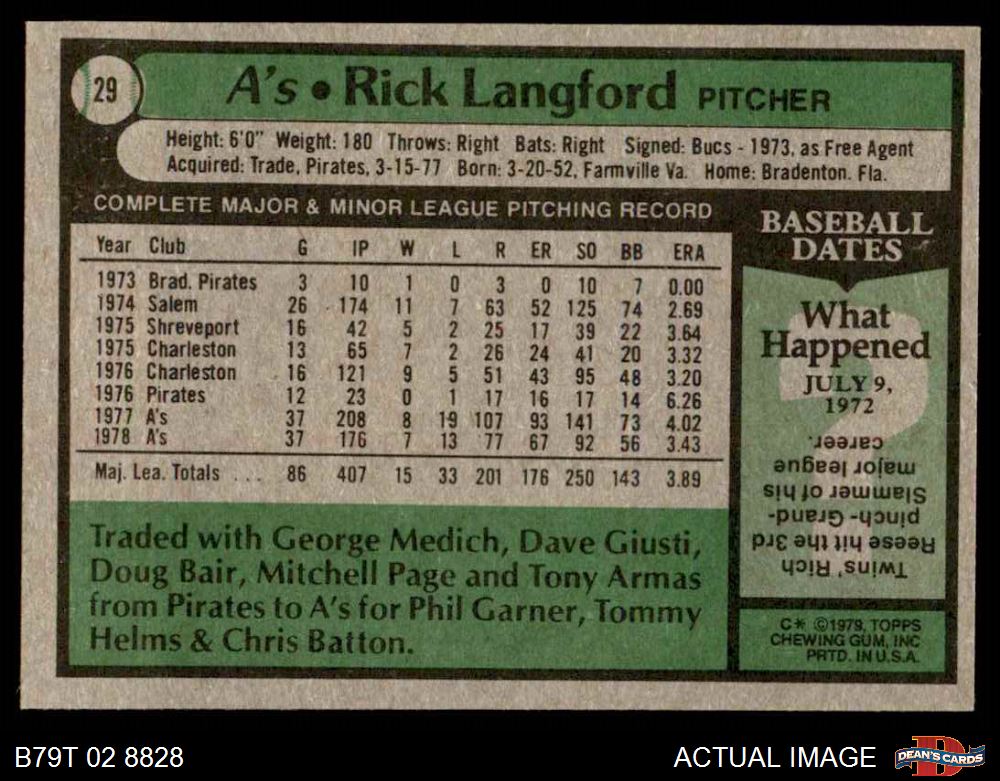 29
A's • Rick Langford PITCHER
Height: 6'0" Weight: 180 Throws: Right Bats: Right Signed: Bucs - 1973, as Free Agent
Acquired: Trade, Pirates, 3-15-77 Born: 3-20-52, Farmville Va. Home: Bradenton. Fla.
COMPLETE MAJOR & MINOR LEAGUE PITCHING RECORD
Year Club G IP W L R ER SO BB ERA
1973 Brad. Pirates 3 10 1 0 3 0 10 7 0.00
1974 Salem 26 174 11 7 63 52 125 74 2.69
1975 Shreveport 16 42 5 2 25 17 39 22 3.64
1975 Charleston 13 65 7 2 26 24 41 20 3.32
1976 Charleston 16 121 9 5 51 43 95 48 3.20
1976 Pirates 12 23 0 1 17 16 17 14 6.26
1977 A's 37 208 8 19 107 93 141 73 4.02
1978 A's 37 176 7 13 77 67 92 56 3.43
Maj. Lea. Totals ... 86 407 15 33 201 176 250 143 3.89
Traded with George Medich, Dave Giusti,
Doug Bair, Mitchell Page and Tony Armas
from Pirates to A's for Phil Garner, Tommy
Helms & Chris Batton.
BASEBALL
DATES
What
Happened
JULY 9,
1972
Twins' Rich
Reese hit the 3rd
pinch-Grand-
Slammer of his
major league
career.
C* ©1979, TOPPS
CHEWING GUM, INC
PRTD. IN U.S.A.
B79T 02 8828
ACTUAL IMAGE
D
DEAN'S CARDS